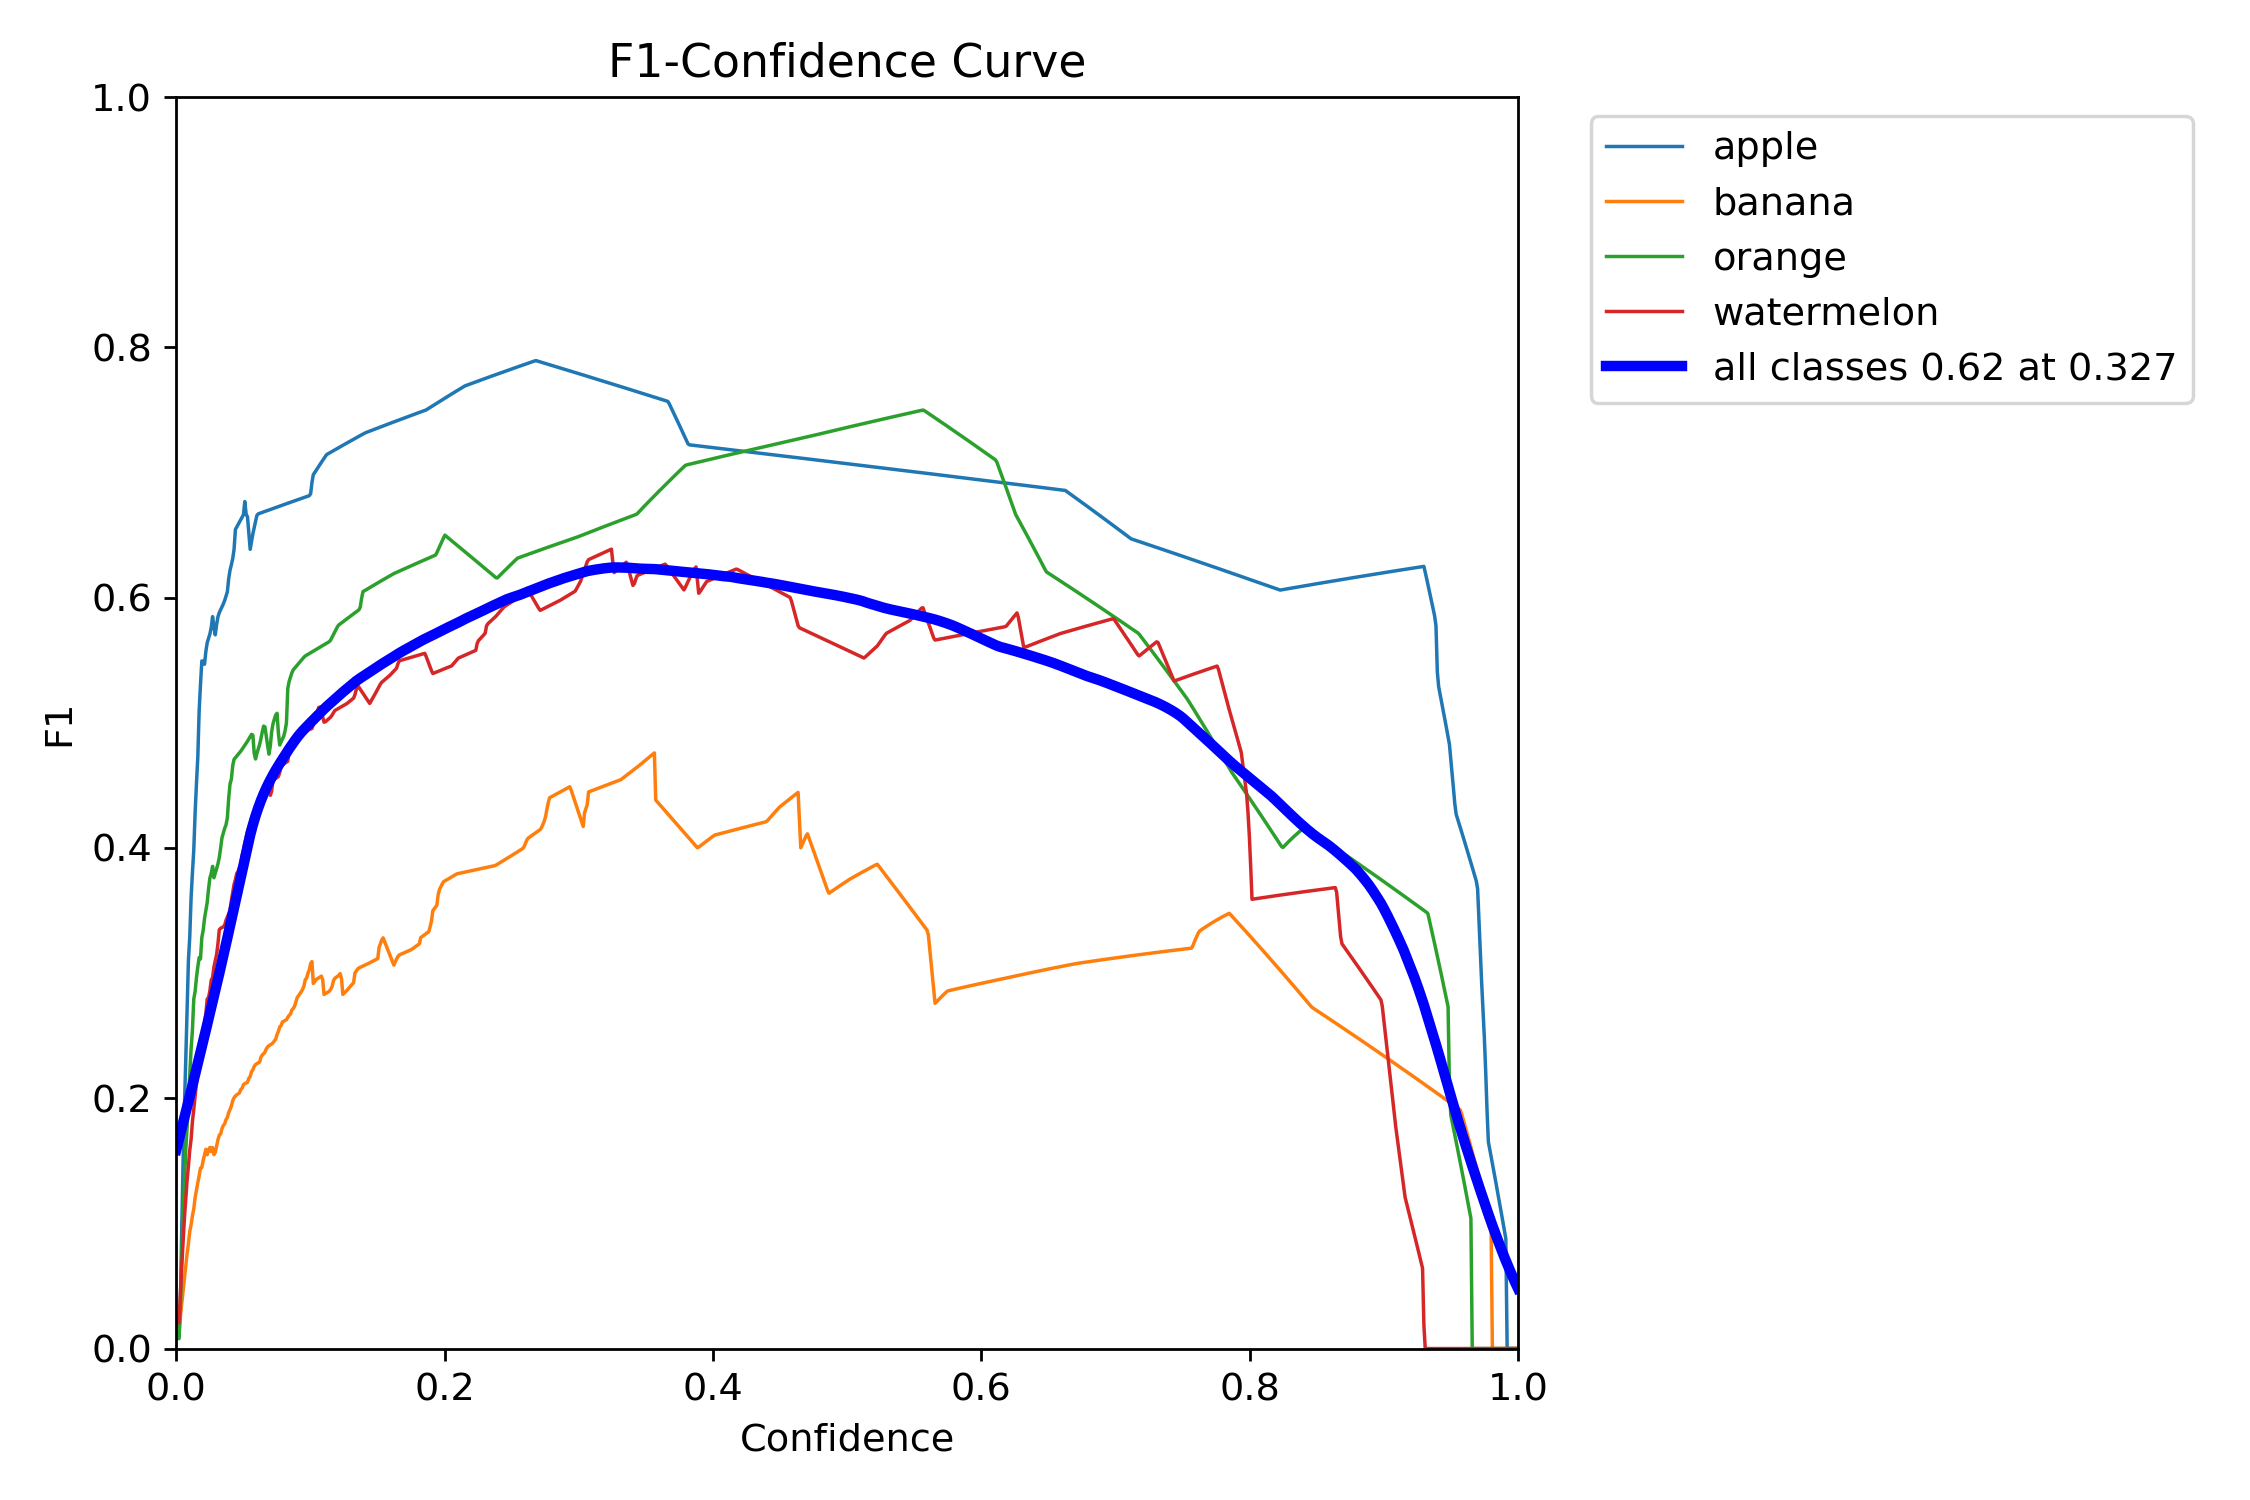 F1-Confidence Curve
1.0
0.8
0.6
0.4
0.2
0.0
F1
0.0 0.2 0.4 0.6 0.8 1.0
Confidence
apple
banana
orange
watermelon
all classes 0.62 at 0.327